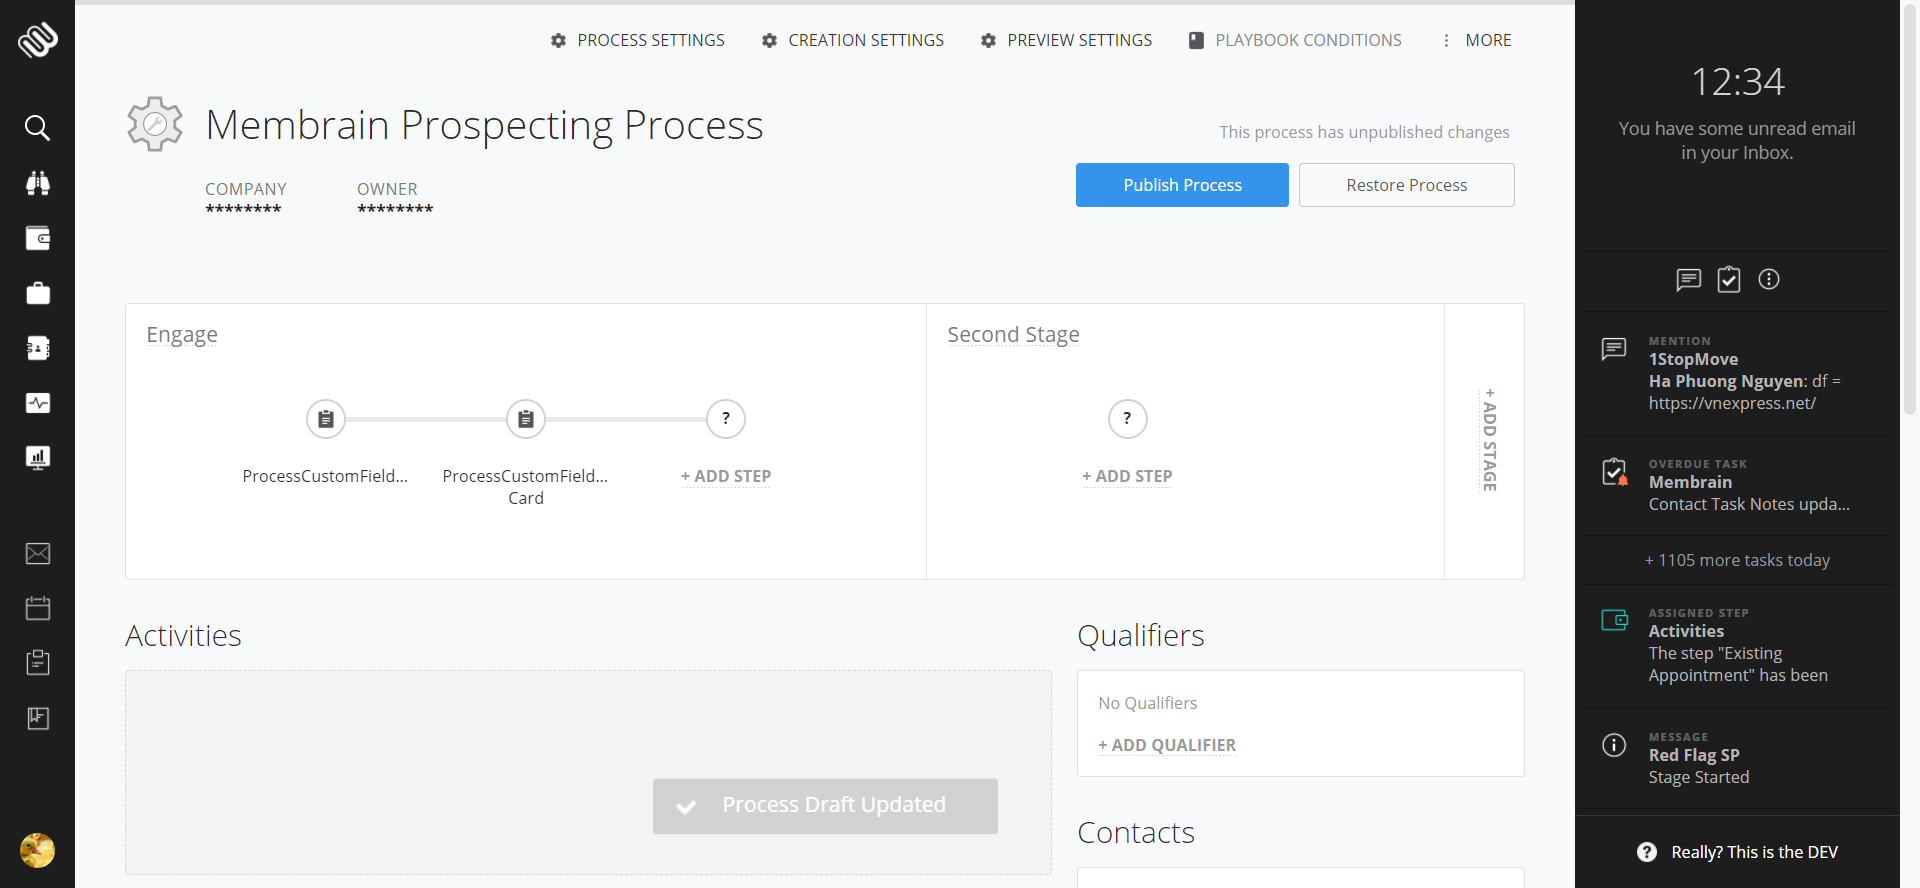 PROCESS SETTINGS
CREATION SETTINGS
PREVIEW SETTINGS
PLAYBOOK CONDITIONS
MORE
Membrain Prospecting Process
This process has unpublished changes
COMPANY
********
OWNER
********
Publish Process
Restore Process
Engage
ProcessCustomField...
ProcessCustomField...
Card
?
+ ADD STEP
Second Stage
?
+ ADD STEP
+ ADD STAGE
Activities
Process Draft Updated
Qualifiers
No Qualifiers
+ ADD QUALIFIER
Contacts
12:34
You have some unread email
in your Inbox.
MENTION
1StopMove
Ha Phuong Nguyen: df =
https://vnexpress.net/
OVERDUE TASK
Membrain
Contact Task Notes upda...
+ 1105 more tasks today
ASSIGNED STEP
Activities
The step "Existing
Appointment" has been
MESSAGE
Red Flag SP
Stage Started
? Really? This is the DEV